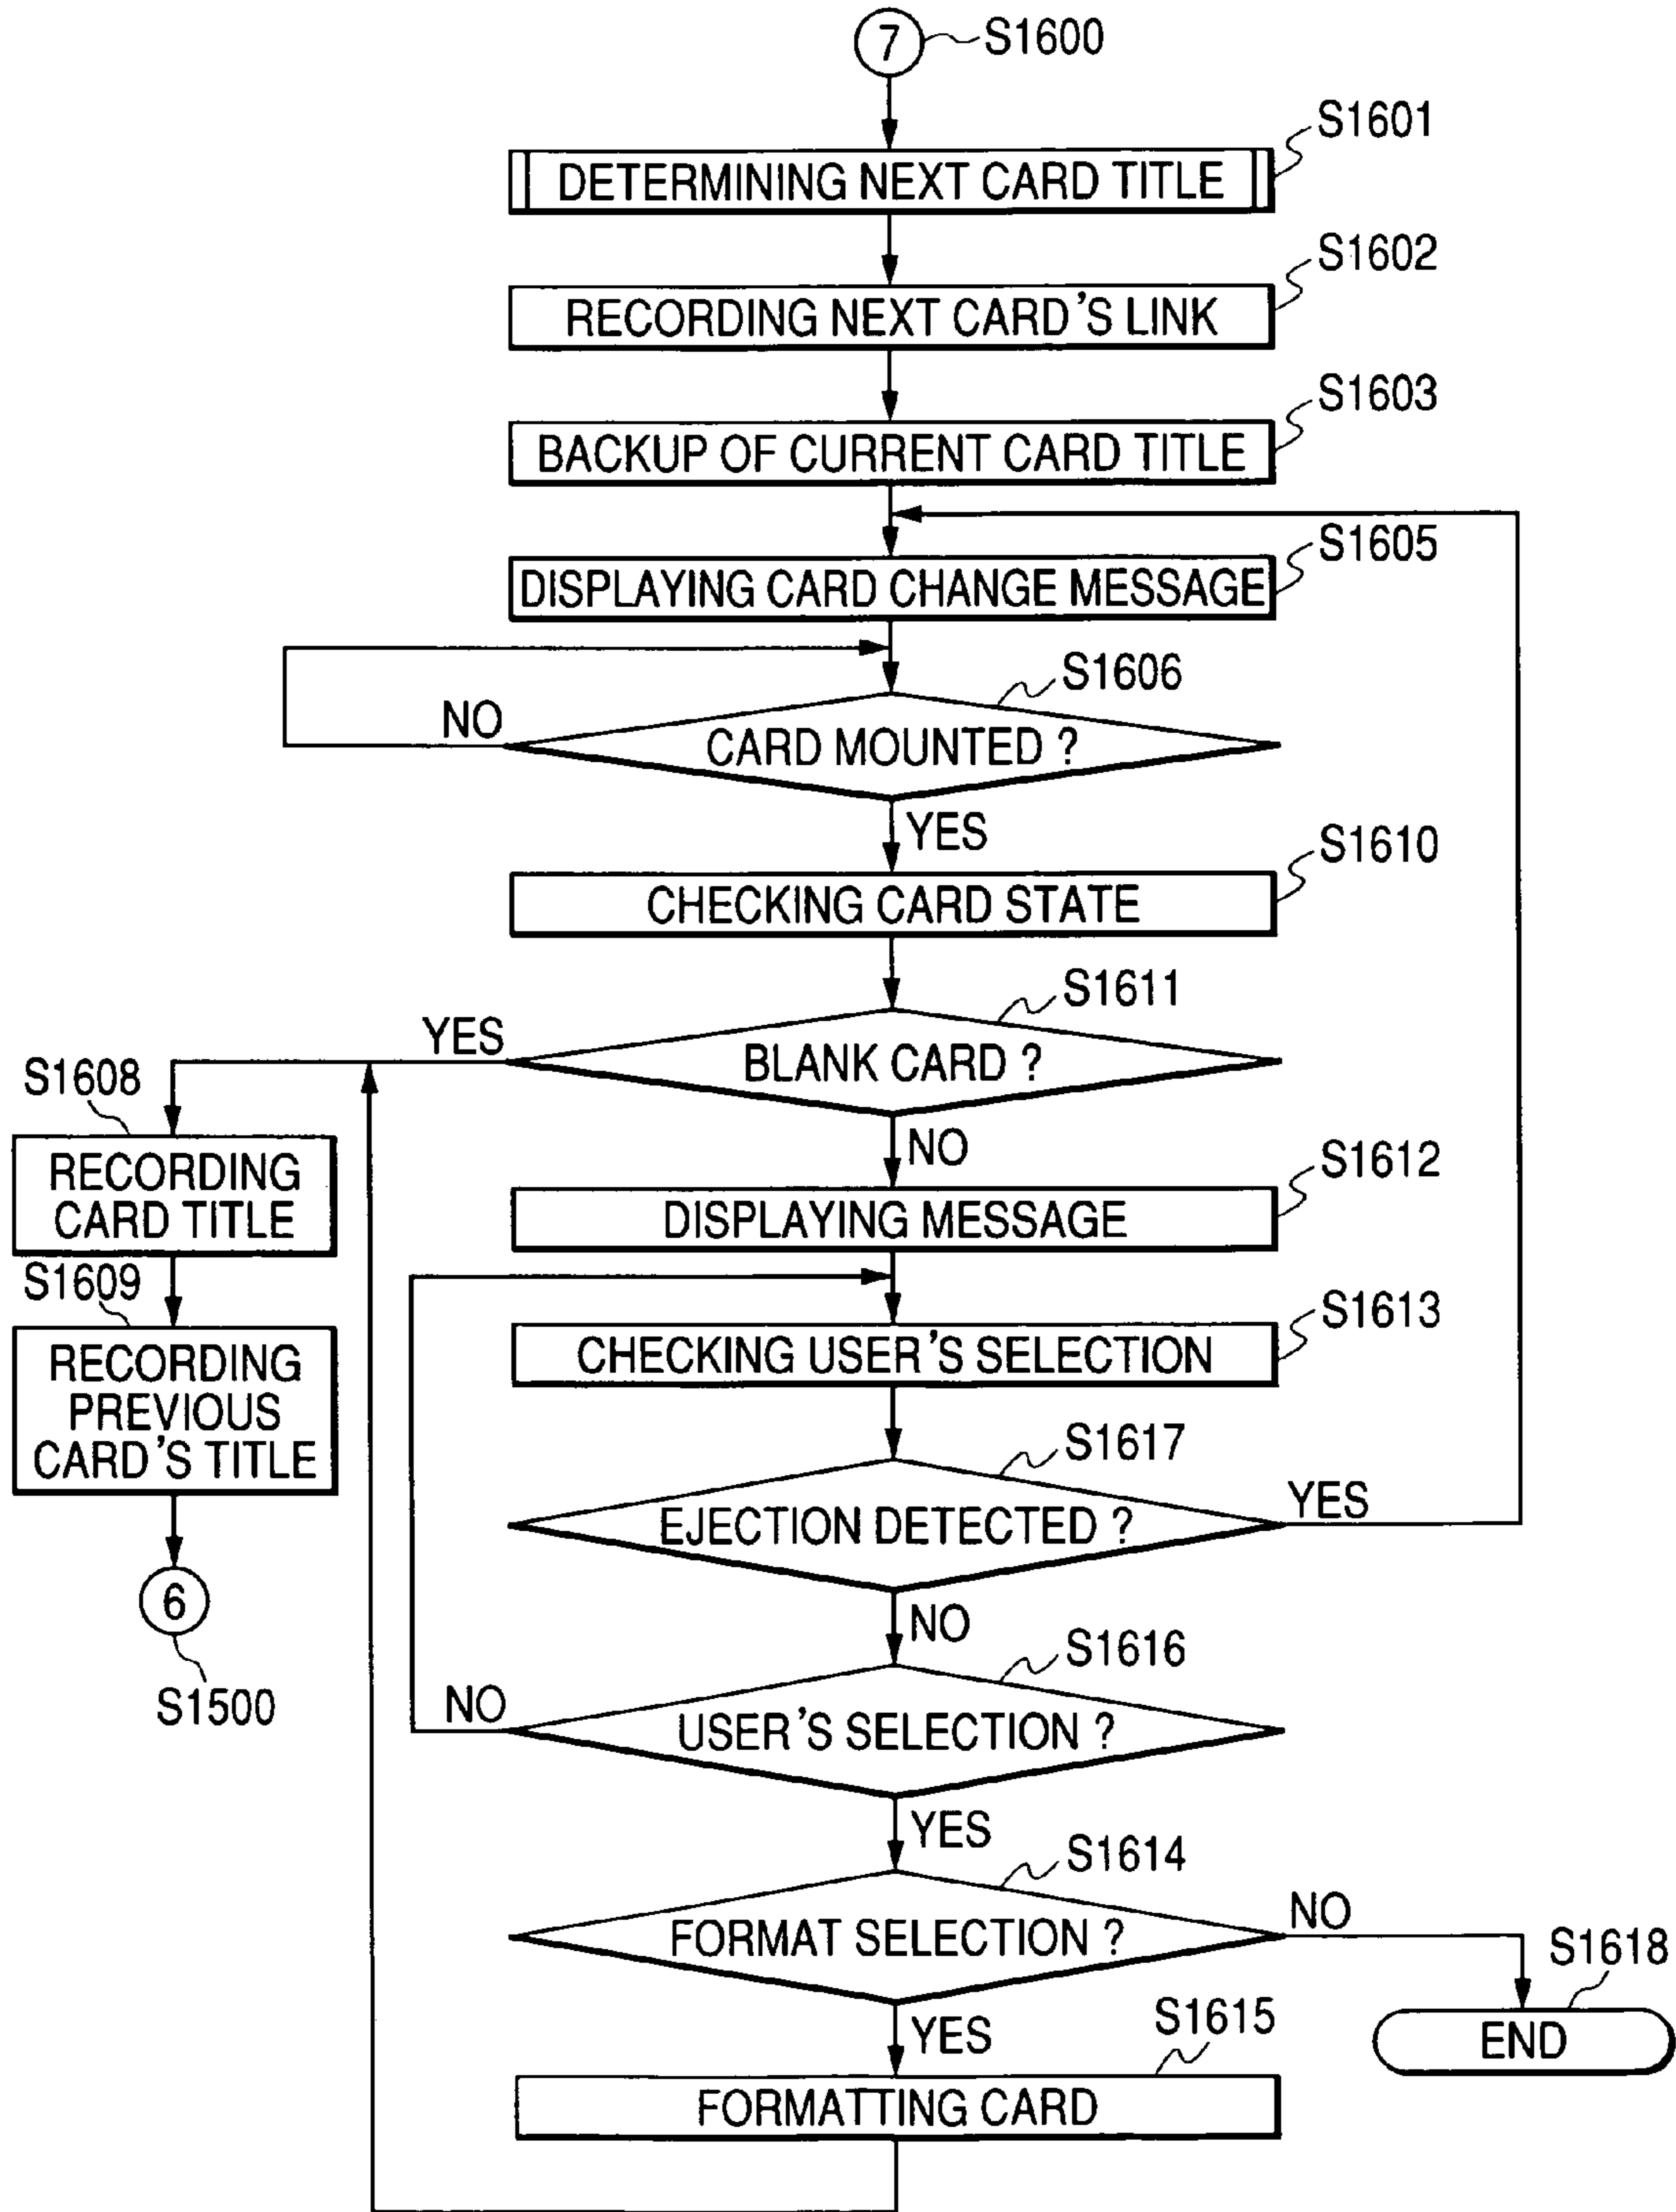 7
S1600
S1601
DETERMINING NEXT CARD TITLE
S1602
RECORDING NEXT CARD'S LINK
S1603
BACKUP OF CURRENT CARD TITLE
S1605
DISPLAYING CARD CHANGE MESSAGE
S1606
NO
CARD MOUNTED ?
YES
S1610
CHECKING CARD STATE
S1611
YES
BLANK CARD ?
S1608
RECORDING
CARD TITLE
NO
S1612
DISPLAYING MESSAGE
S1609
RECORDING
PREVIOUS
CARD'S TITLE
S1613
CHECKING USER'S SELECTION
S1617
EJECTION DETECTED ?
YES
6
S1500
NO
S1616
NO
USER'S SELECTION ?
YES
S1614
FORMAT SELECTION ?
NO
S1618
END
YES
S1615
FORMATTING CARD